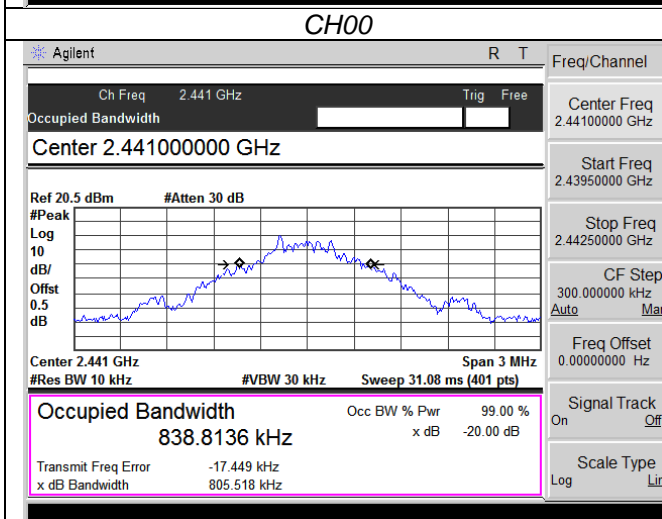 CH00
Agilent R T
Ch Freq 2.441 GHz Trig Free
Occupied Bandwidth
Center 2.441000000 GHz
Ref 20.5 dBm #Atten 30 dB
#Peak
Log
10
dB/
Offst
0.5
dB
Center 2.441 GHz Span 3 MHz
#Res BW 10 kHz #VBW 30 kHz Sweep 31.08 ms (401 pts)
Occupied Bandwidth Occ BW % Pwr 99.00 %
838.8136 kHz x dB -20.00 dB
Transmit Freq Error -17.449 kHz
x dB Bandwidth 805.518 kHz
Freq/Channel
Center Freq
2.44100000 GHz
Start Freq
2.43950000 GHz
Stop Freq
2.44250000 GHz
CF Step
300.000000 kHz
Auto Mar
Freq Offset
0.00000000 Hz
Signal Track
On Off
Scale Type
Log Lin